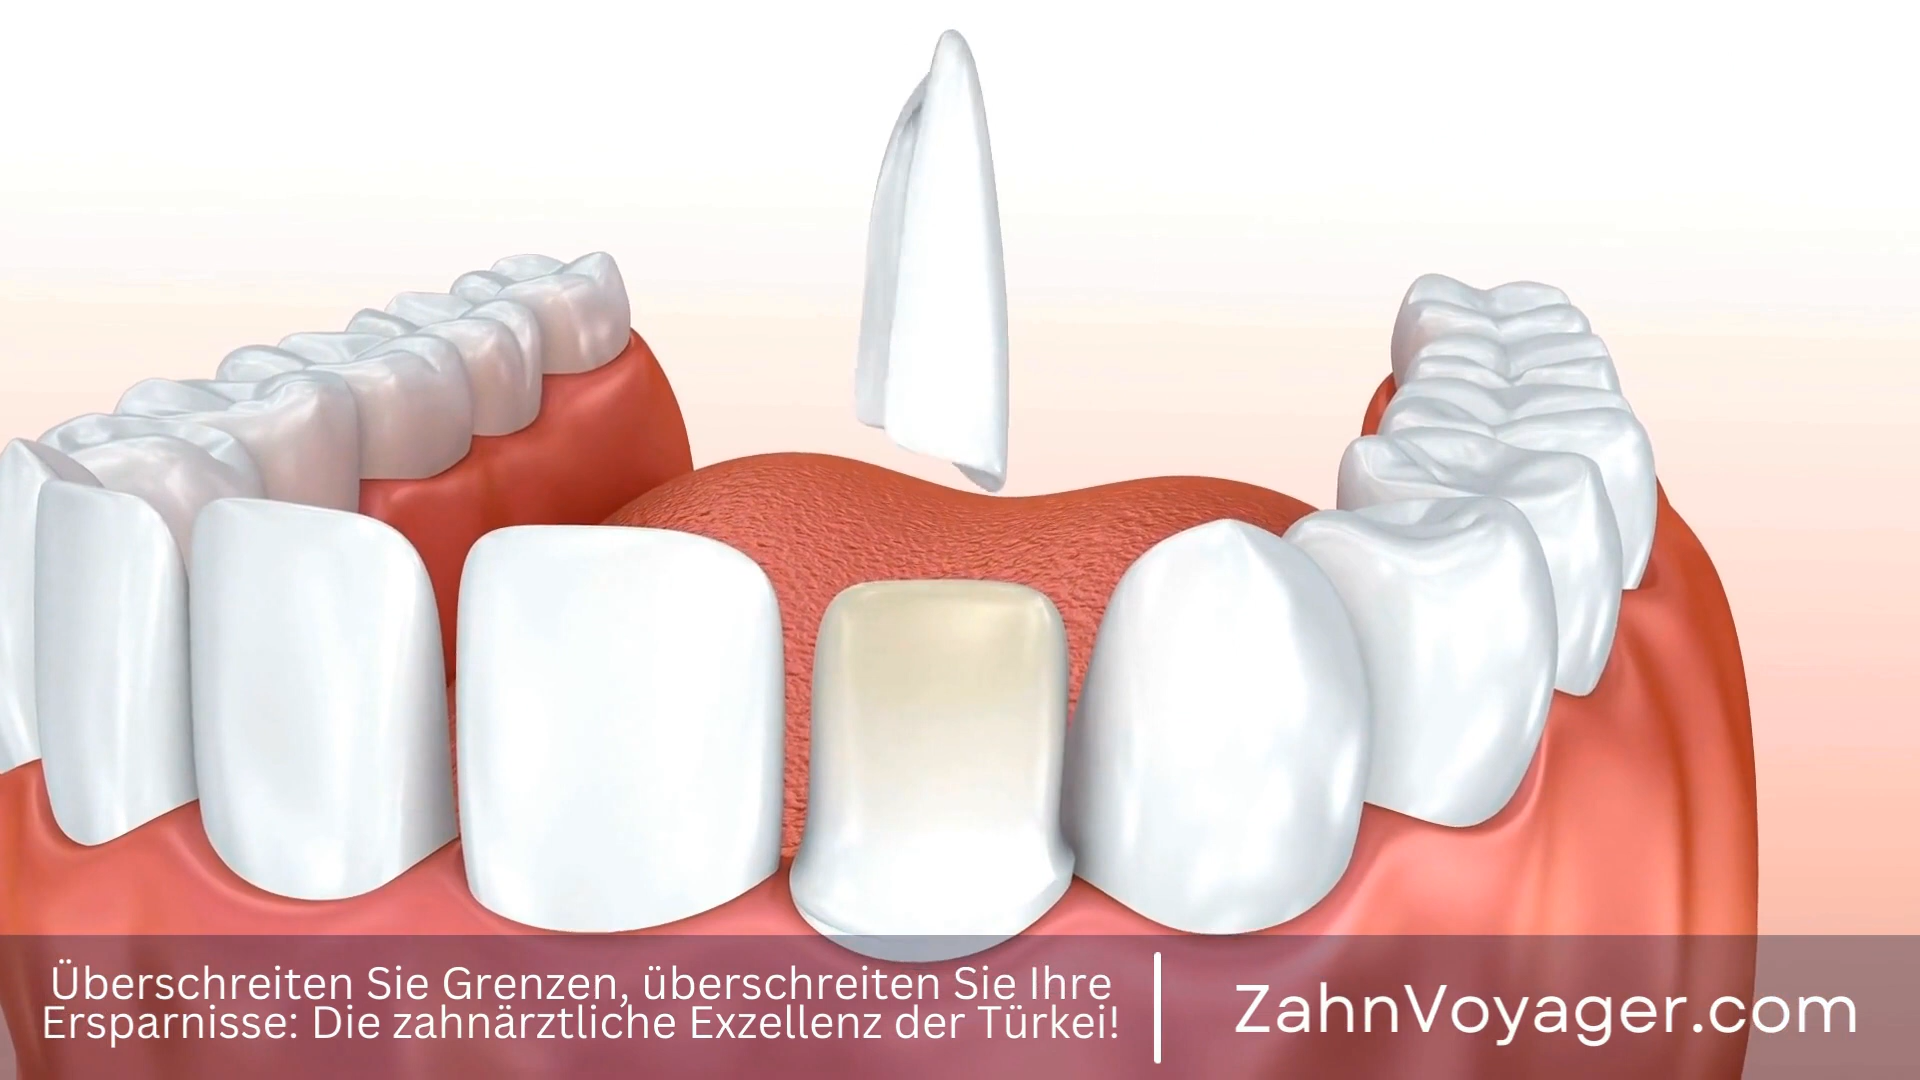 Überschreiten Sie Grenzen, überschreiten Sie Ihre
Ersparnisse: Die zahnärztliche Exzellenz der Türkei!
ZahnVoyager.com